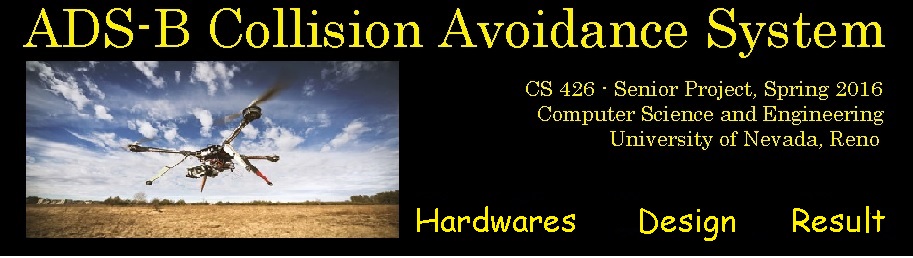 ADS-B Collision Avoidance System
CS 426 - Senior Project, Spring 2016
Computer Science and Engineering
University of Nevada, Reno
Hardwares Design Result